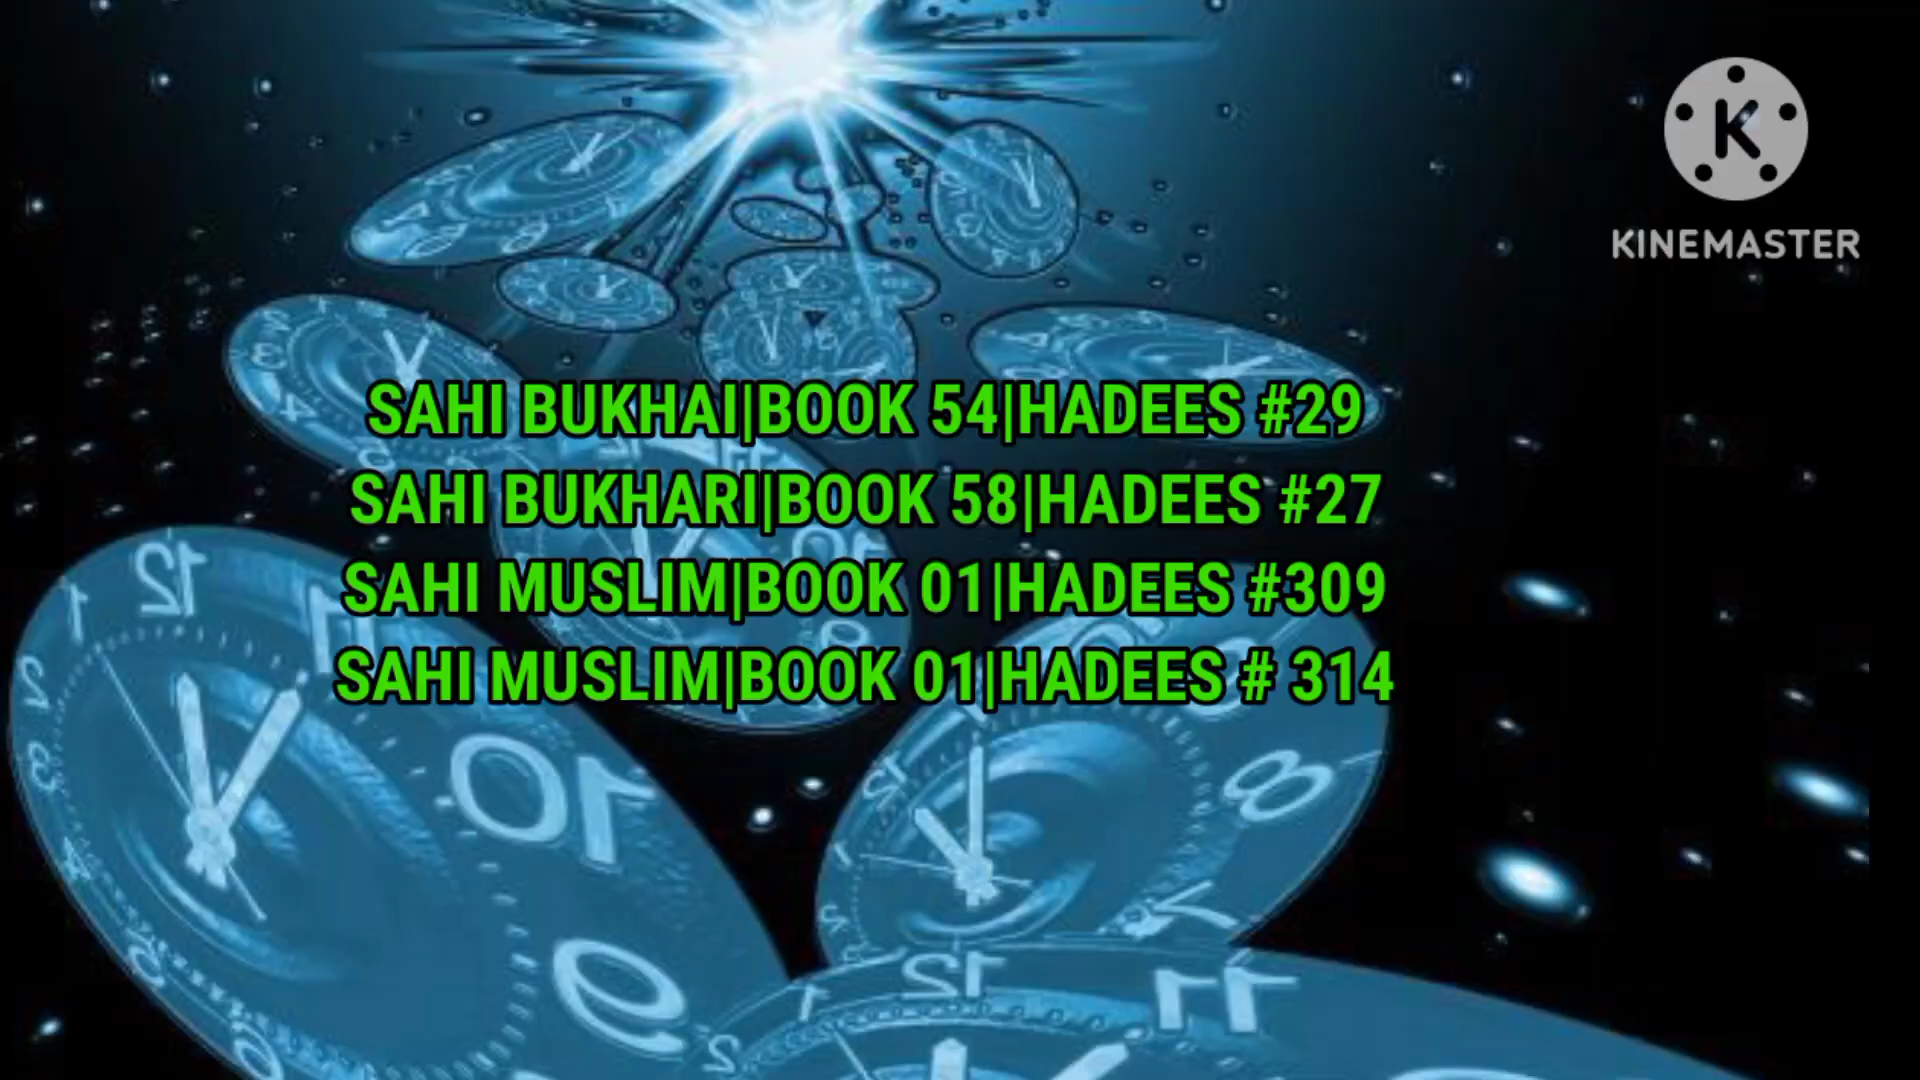 KINEMASTER
SAHI BUKHAI|BOOK 54|HADEES #29
SAHI BUKHARI|BOOK 58|HADEES #27
SAHI MUSLIM|BOOK 01|HADEES #309
SAHI MUSLIM|BOOK 01|HADEES # 314